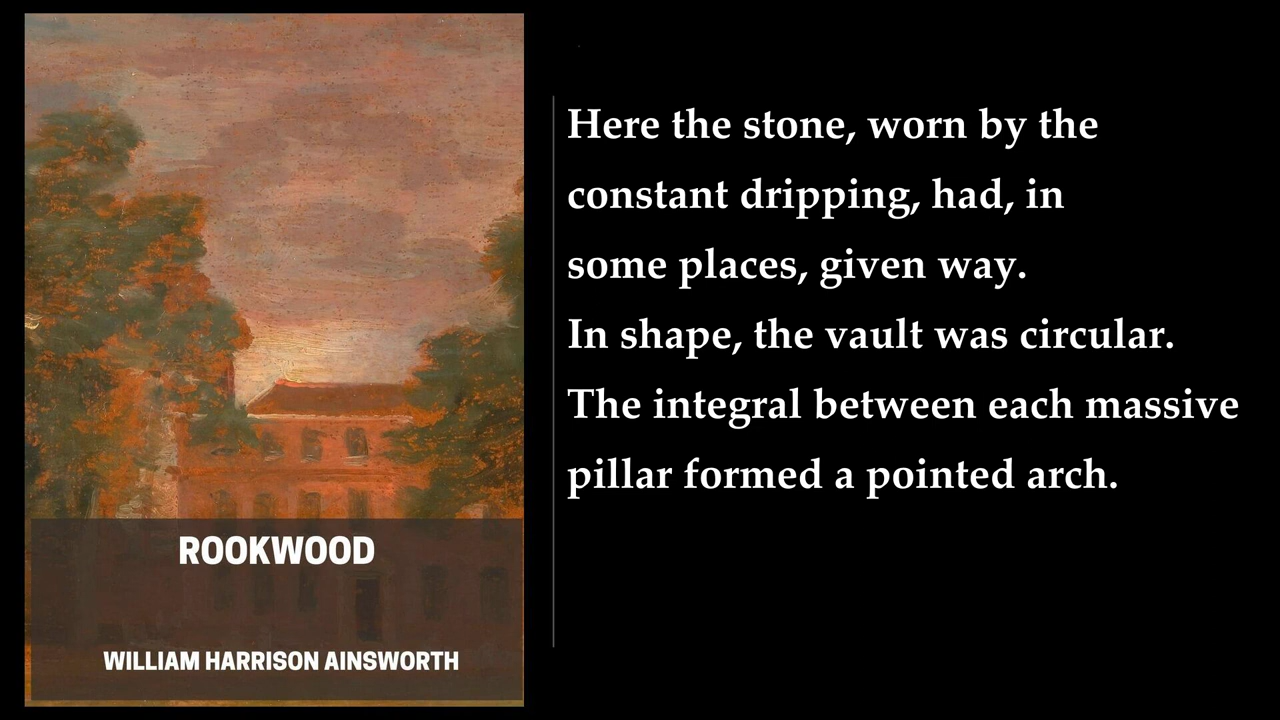 ROOKWOOD
WILLIAM HARRISON AINSWORTH
Here the stone, worn by the
constant dripping, had, in
some places, given way.
In shape, the vault was circular.
The integral between each massive
pillar formed a pointed arch.